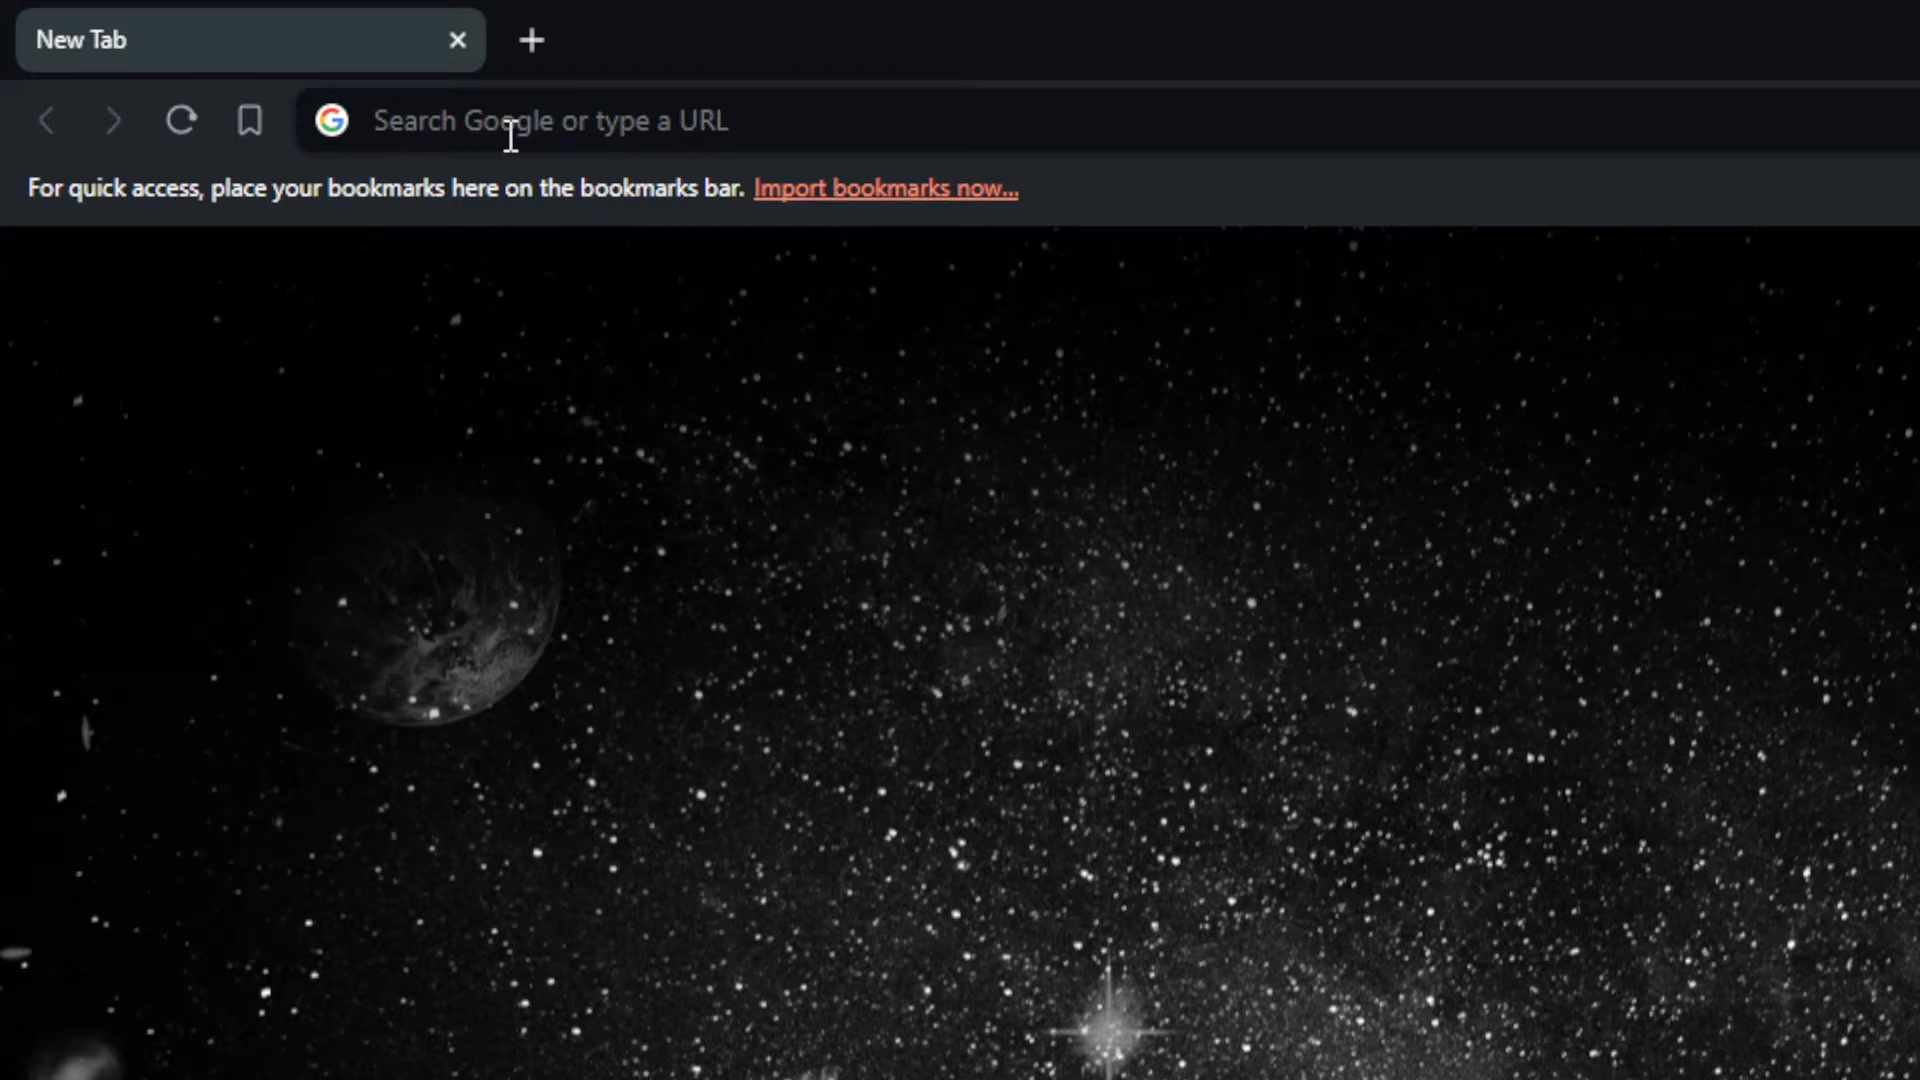 New Tab
Search Google or type a URL
For quick access, place your bookmarks here on the bookmarks bar. Import bookmarks now...